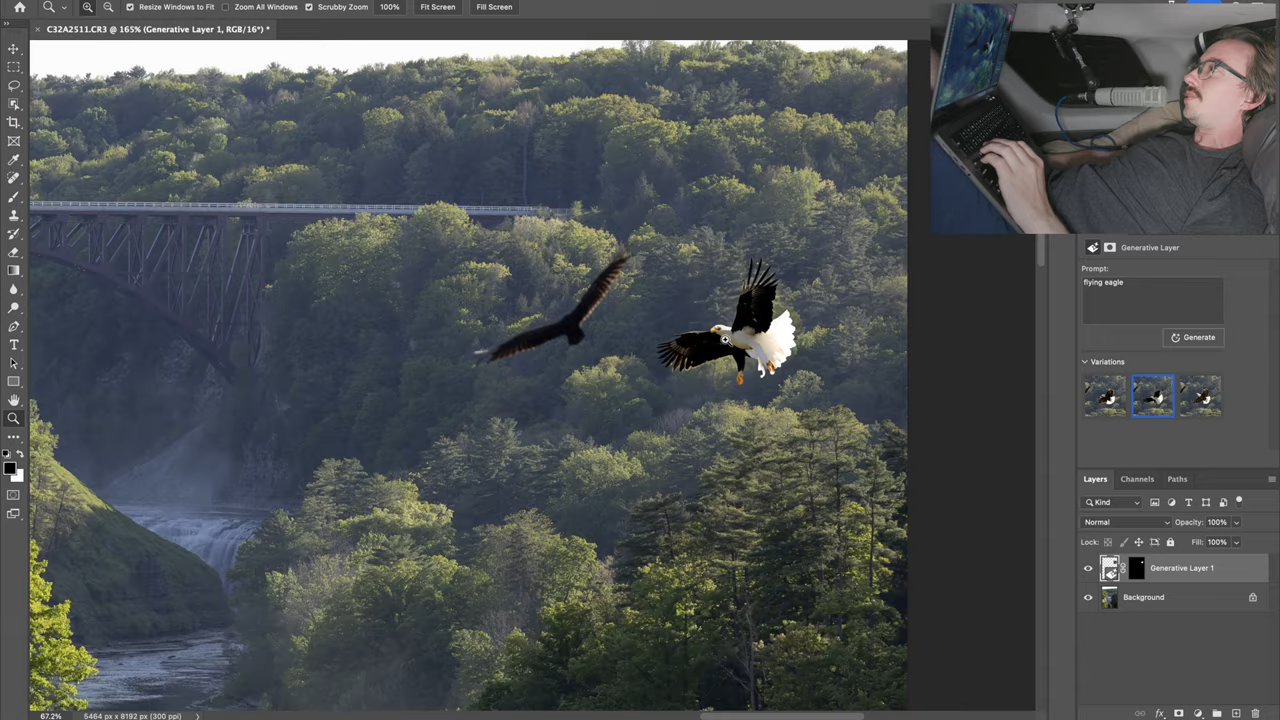 Resize Windows to Fit Zoom All Windows Scrubby Zoom 100% Fit Screen Fill Screen
C32A2511.CR3 @ 165% (Generative Layer 1, RGB/16*) *
Generative Layer
Prompt:
flying eagle
Generate
Variations
Layers Channels Paths
Kind
Normal Opacity: 100%
Lock: Fill: 100%
Generative Layer 1
Background
67.2% 5464 px x 8192 px (300 ppi)